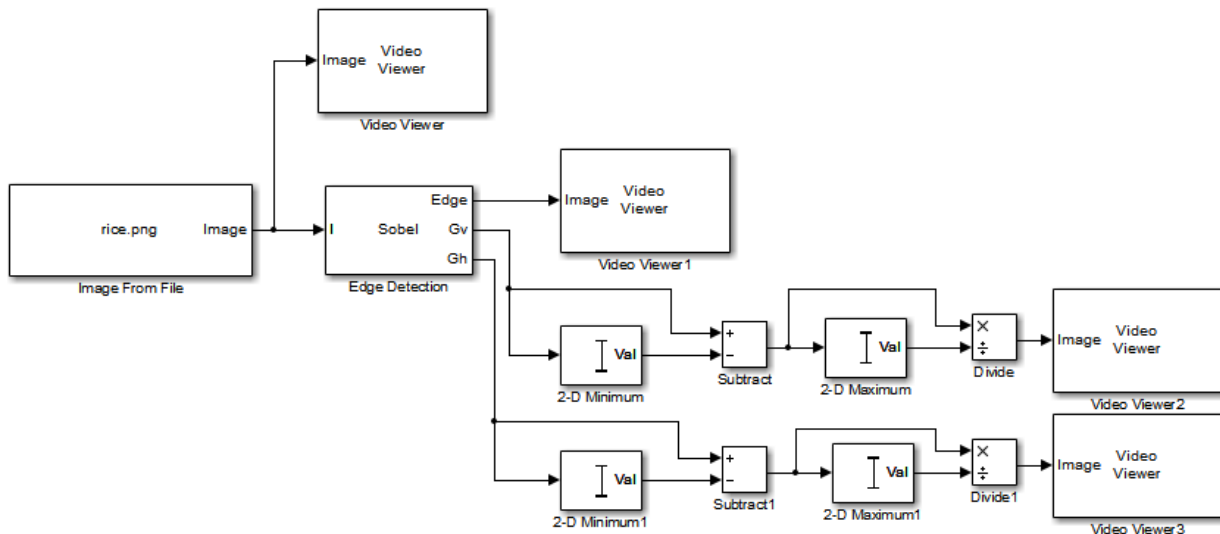 Image
Video
Viewer
Video Viewer
rice.png
Image
Image From File
I
Sobel
Edge
Gv
Gh
Edge Detection
Image
Video
Viewer
Video Viewer1
Val
2-D Minimum
+
−
Subtract
Val
2-D Maximum
×
÷
Divide
Image
Video
Viewer
Video Viewer2
Val
2-D Minimum1
+
−
Subtract1
Val
2-D Maximum1
×
÷
Divide1
Image
Video
Viewer
Video Viewer3